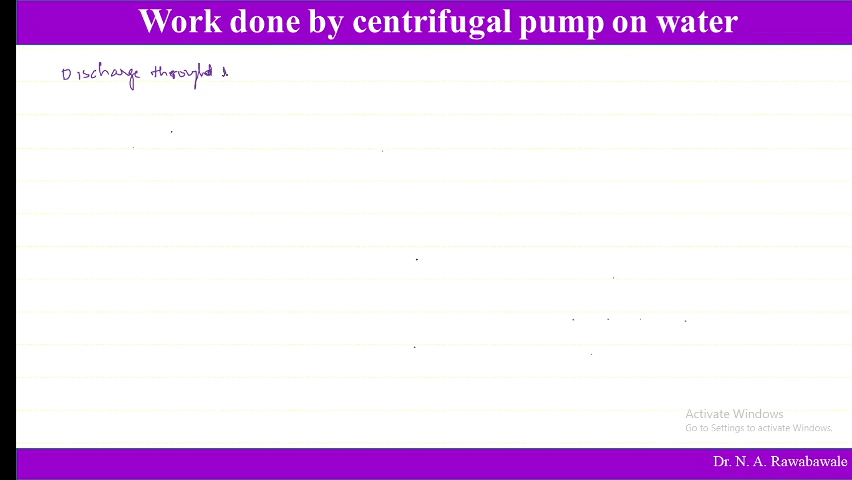 Work done by centrifugal pump on water
Discharge through
Activate Windows
Go to Settings to activate Windows.
Dr. N. A. Rawabawale